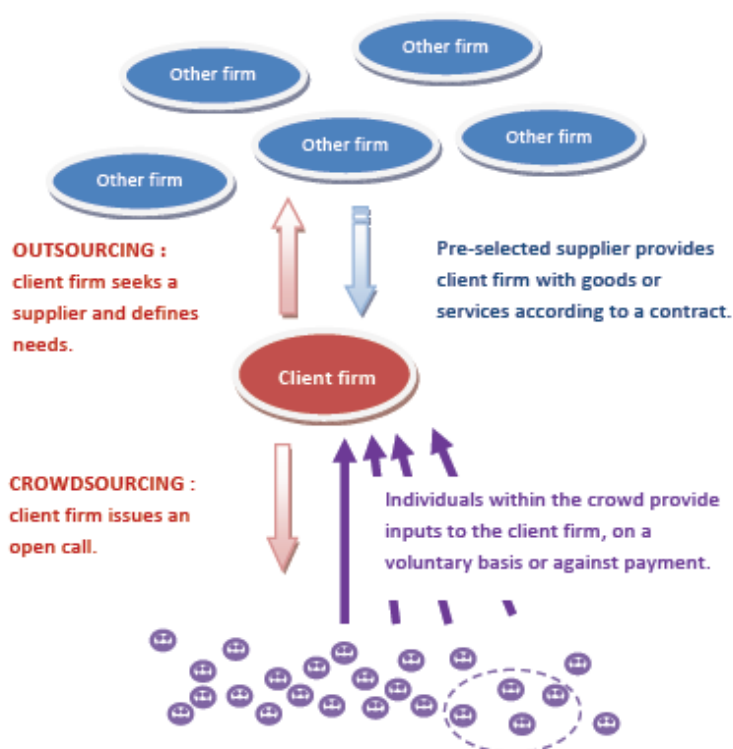 Other firm
Other firm
Other firm
Other firm
Other firm
OUTSOURCING :
client firm seeks a
supplier and defines
needs.
Pre-selected supplier provides
client firm with goods or
services according to a contract.
Client firm
CROWDSOURCING :
client firm issues an
open call.
Individuals within the crowd provide
inputs to the client firm, on a
voluntary basis or against payment.